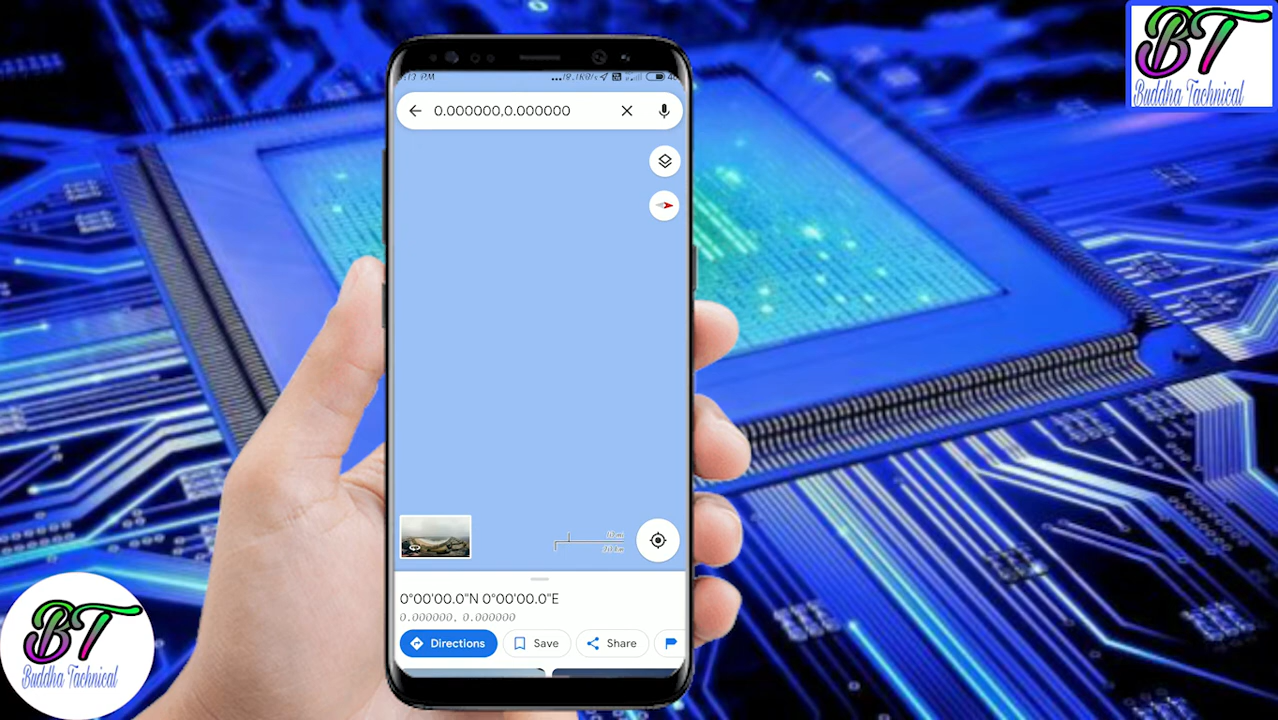 BT
Buddha Tachnical
0.000000,0.000000
0°00'00.0"N 0°00'00.0"E
0.000000, 0.000000
Directions
Save
Share
BT
Buddha Tachnical